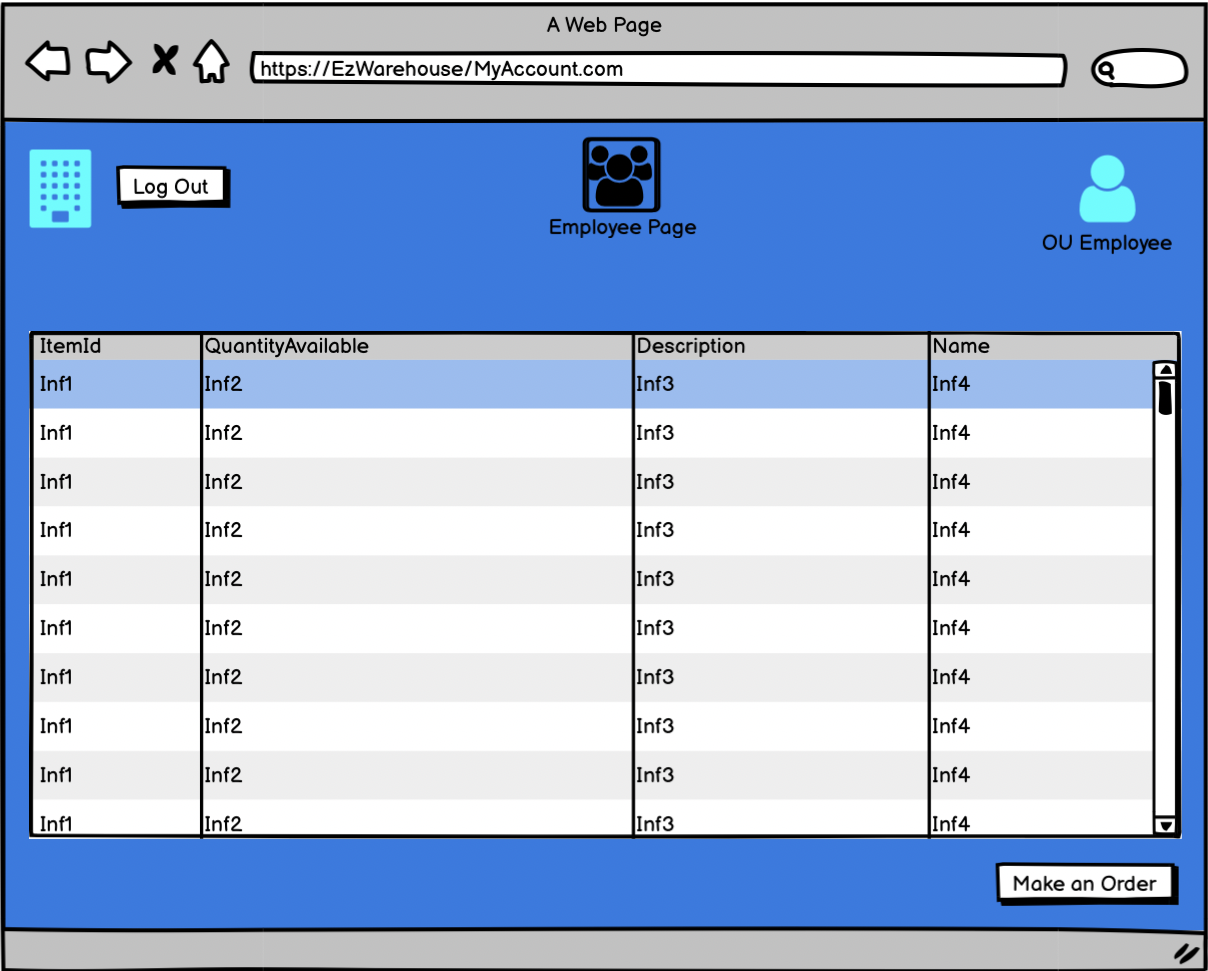 A Web Page
https://EzWarehouse/MyAccount.com
Log Out
Employee Page
OU Employee
ItemId QuantityAvailable Description Name
Inf1 Inf2 Inf3 Inf4
Inf1 Inf2 Inf3 Inf4
Inf1 Inf2 Inf3 Inf4
Inf1 Inf2 Inf3 Inf4
Inf1 Inf2 Inf3 Inf4
Inf1 Inf2 Inf3 Inf4
Inf1 Inf2 Inf3 Inf4
Inf1 Inf2 Inf3 Inf4
Inf1 Inf2 Inf3 Inf4
Inf1 Inf2 Inf3 Inf4
Make an Order